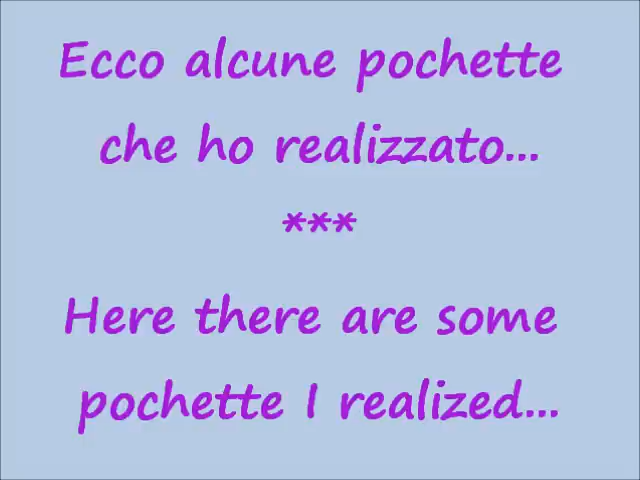 Ecco alcune pochette
che ho realizzato...
***
Here there are some
pochette I realized...